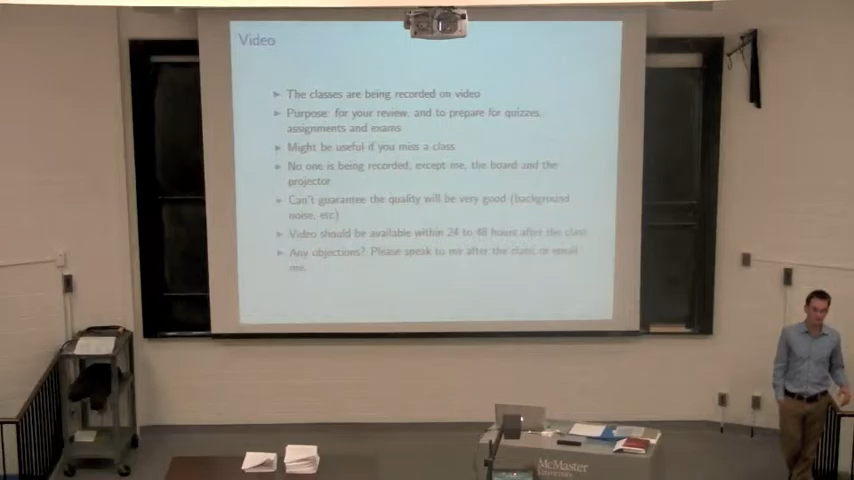 Video
► The classes are being recorded on video
► Purpose: for your review, and to prepare for quizzes,
assignments and exams
► Might be useful if you miss a class
► No one is being recorded, except me, the board and the
projector
► Can't guarantee the quality will be very good (background
noise, etc)
► Video should be available within 24 to 48 hours after the class
► Any objections? Please speak to me after the class, or email
me.
McMaster
University